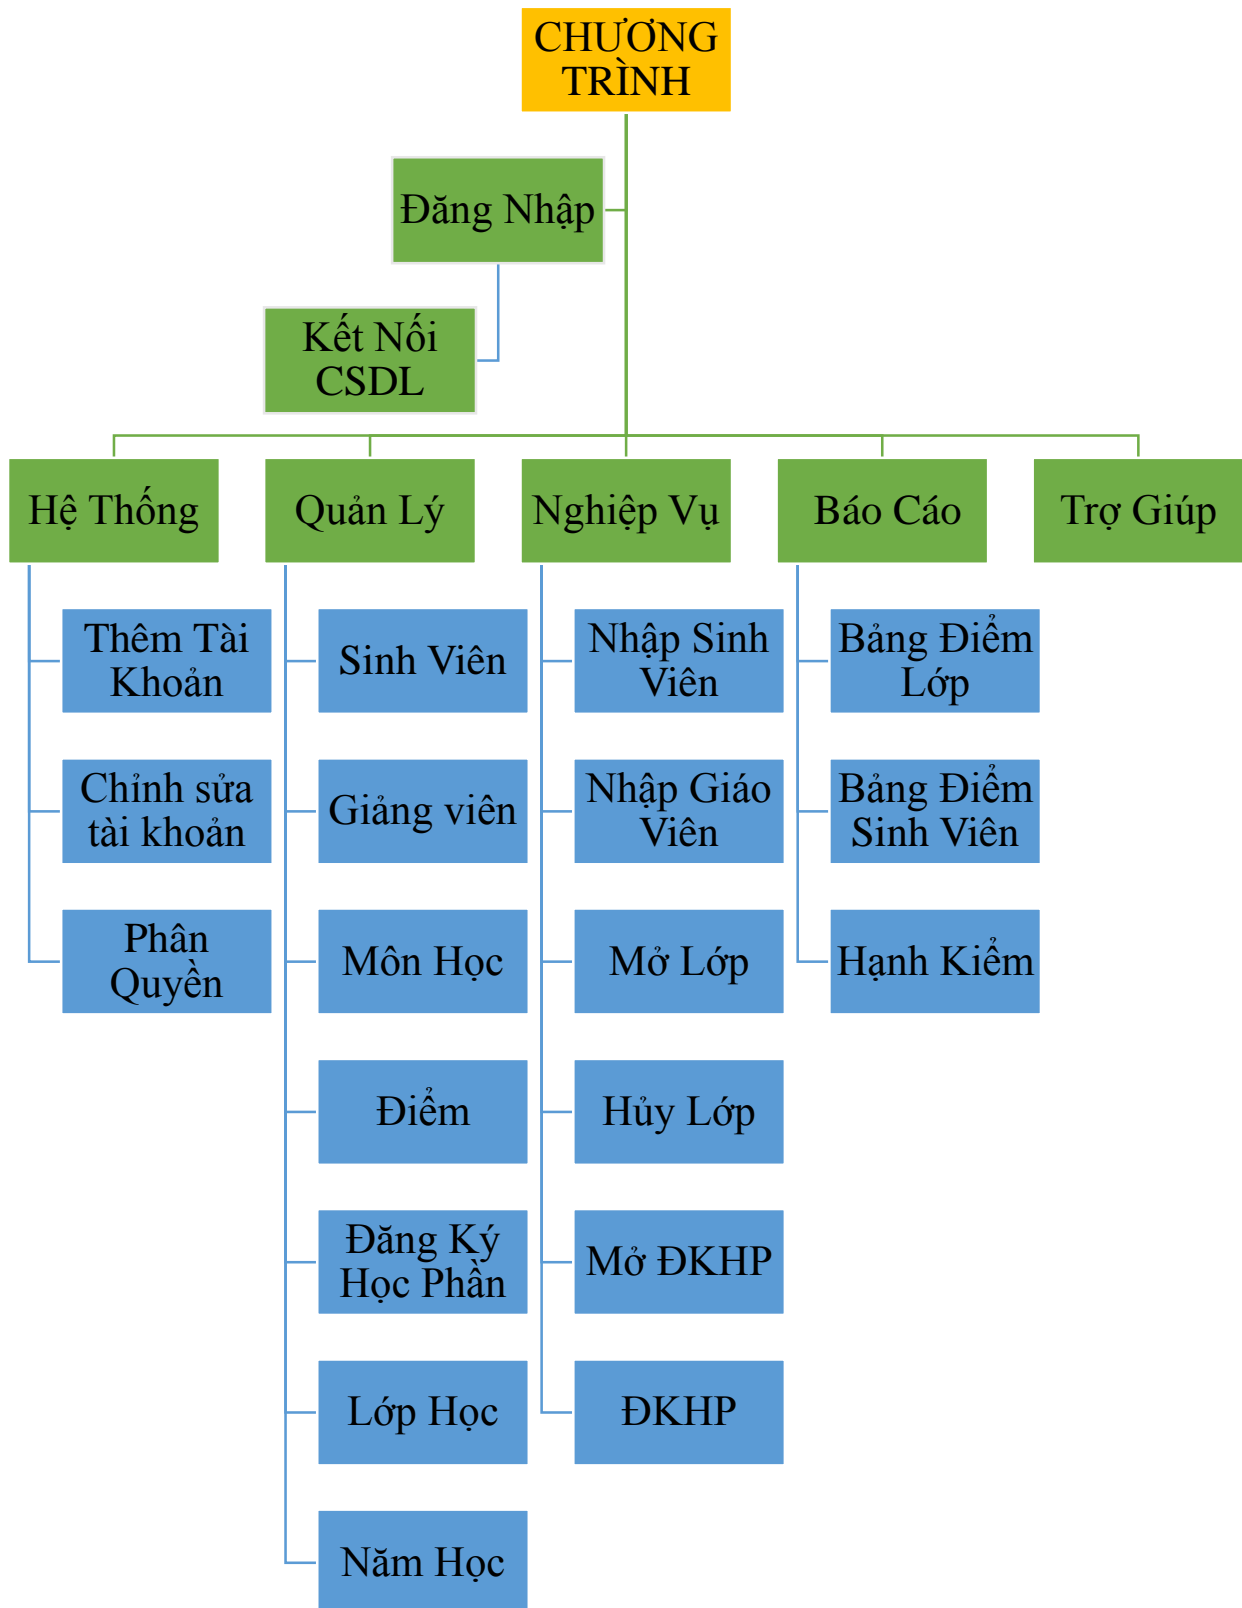 CHƯƠNG
TRÌNH
Đăng Nhập
Kết Nối
CSDL
Hệ Thống
Quản Lý
Nghiệp Vụ
Báo Cáo
Trợ Giúp
Thêm Tài
Khoản
Chỉnh sửa
tài khoản
Phân
Quyền
Sinh Viên
Giảng viên
Môn Học
Điểm
Đăng Ký
Học Phần
Lớp Học
Năm Học
Nhập Sinh
Viên
Nhập Giáo
Viên
Mở Lớp
Hủy Lớp
Mở ĐKHP
ĐKHP
Bảng Điểm
Lớp
Bảng Điểm
Sinh Viên
Hạnh Kiểm